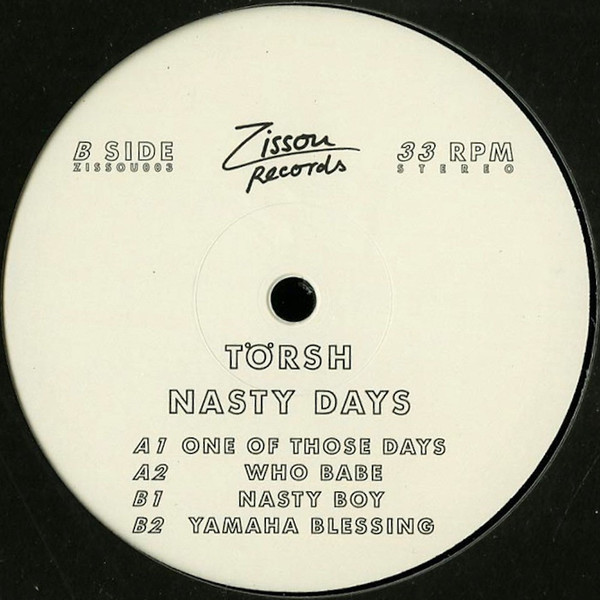 B SIDE
ZISSOU003
Zissou
Records
33 RPM
STEREO
TÖRSH
NASTY DAYS
A1 ONE OF THOSE DAYS
A2 WHO BABE
B1 NASTY BOY
B2 YAMAHA BLESSING